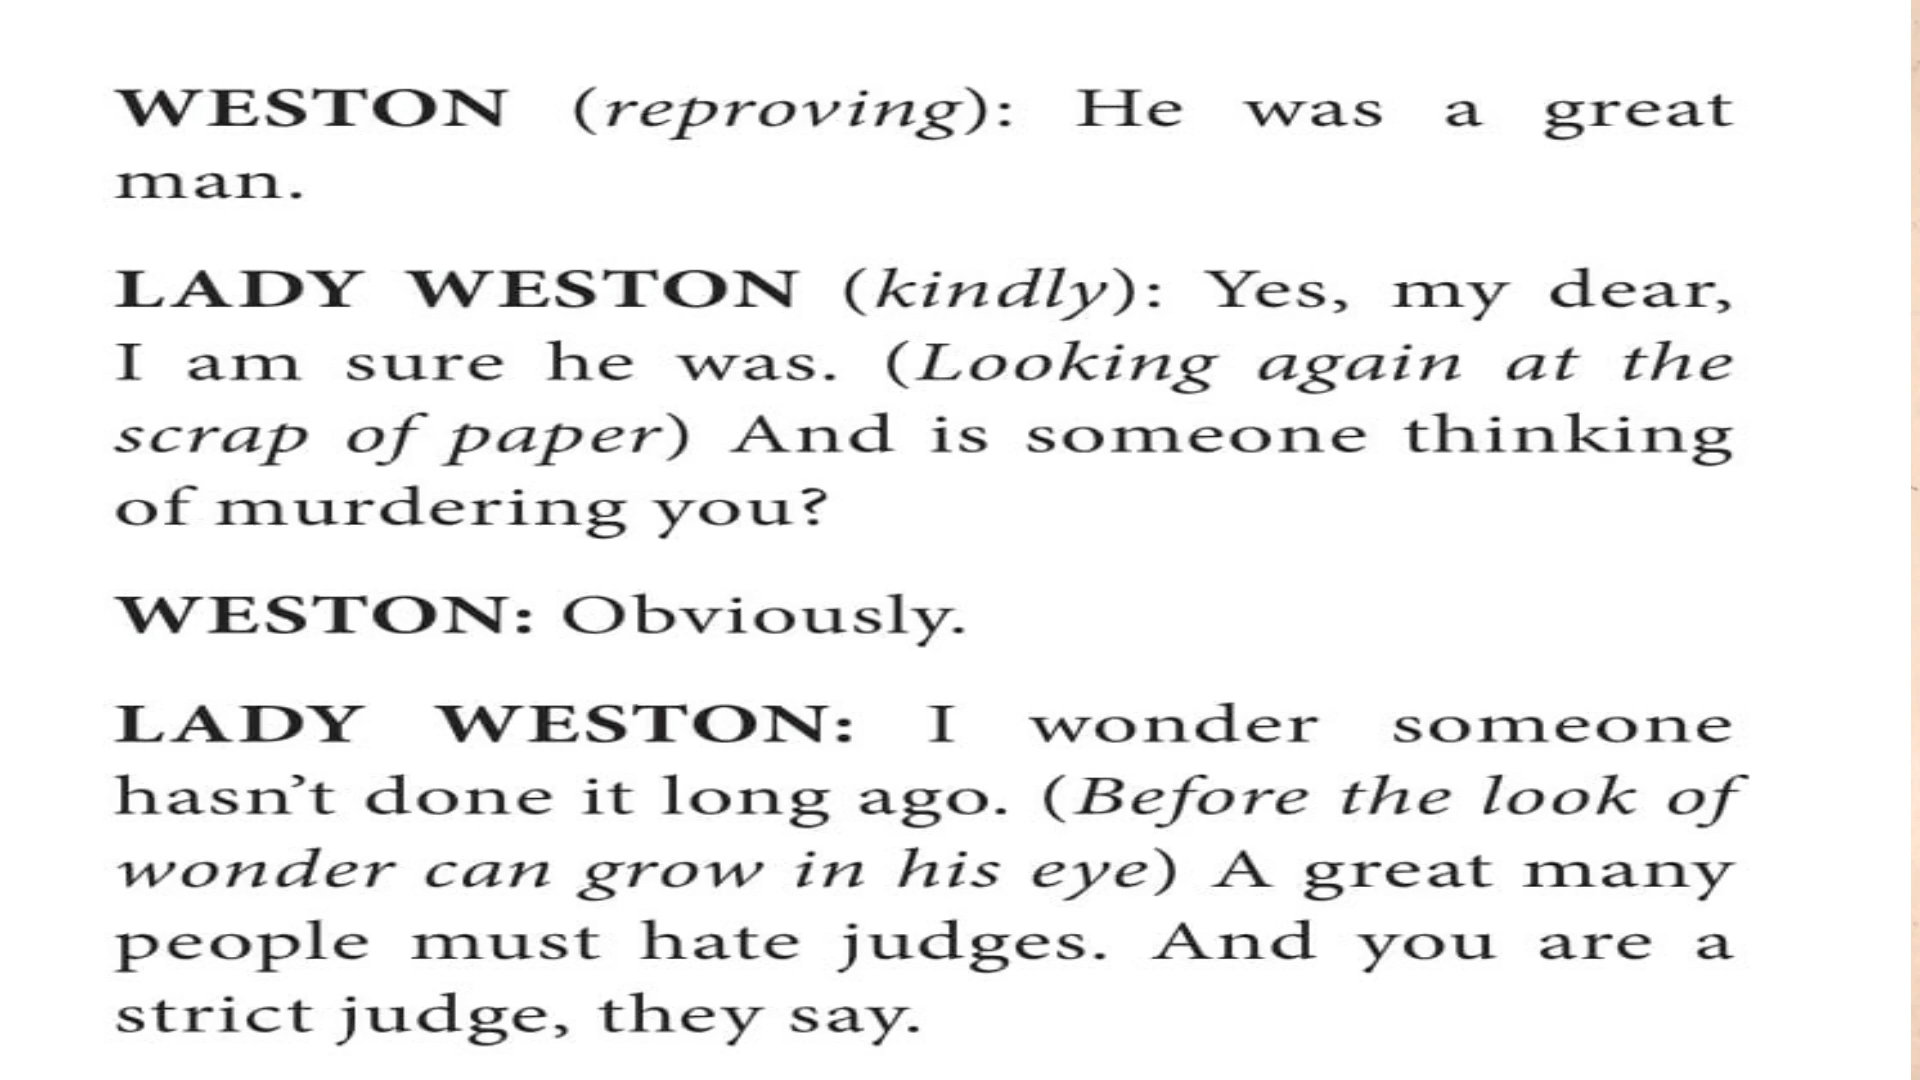 WESTON (reproving): He was a great
man.
LADY WESTON (kindly): Yes, my dear,
I am sure he was. (Looking again at the
scrap of paper) And is someone thinking
of murdering you?
WESTON: Obviously.
LADY WESTON: I wonder someone
hasn’t done it long ago. (Before the look of
wonder can grow in his eye) A great many
people must hate judges. And you are a
strict judge, they say.